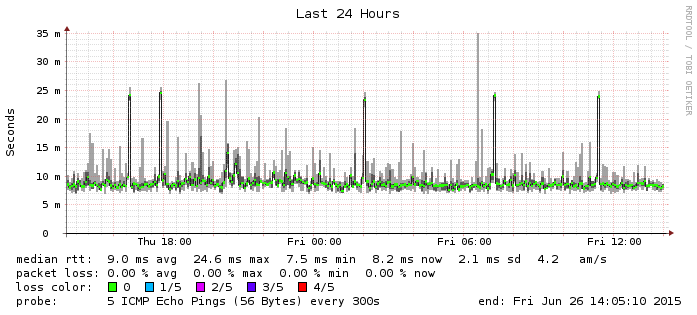 Last 24 Hours
RRDTOOL / TOBI OETIKER
Seconds
35 m
30 m
25 m
20 m
15 m
10 m
5 m
0
Thu 18:00 Fri 00:00 Fri 06:00 Fri 12:00
median rtt: 9.0 ms avg 24.6 ms max 7.5 ms min 8.2 ms now 2.1 ms sd 4.2 am/s
packet loss: 0.00 % avg 0.00 % max 0.00 % min 0.00 % now
loss color: 0 1/5 2/5 3/5 4/5
probe: 5 ICMP Echo Pings (56 Bytes) every 300s end: Fri Jun 26 14:05:10 2015